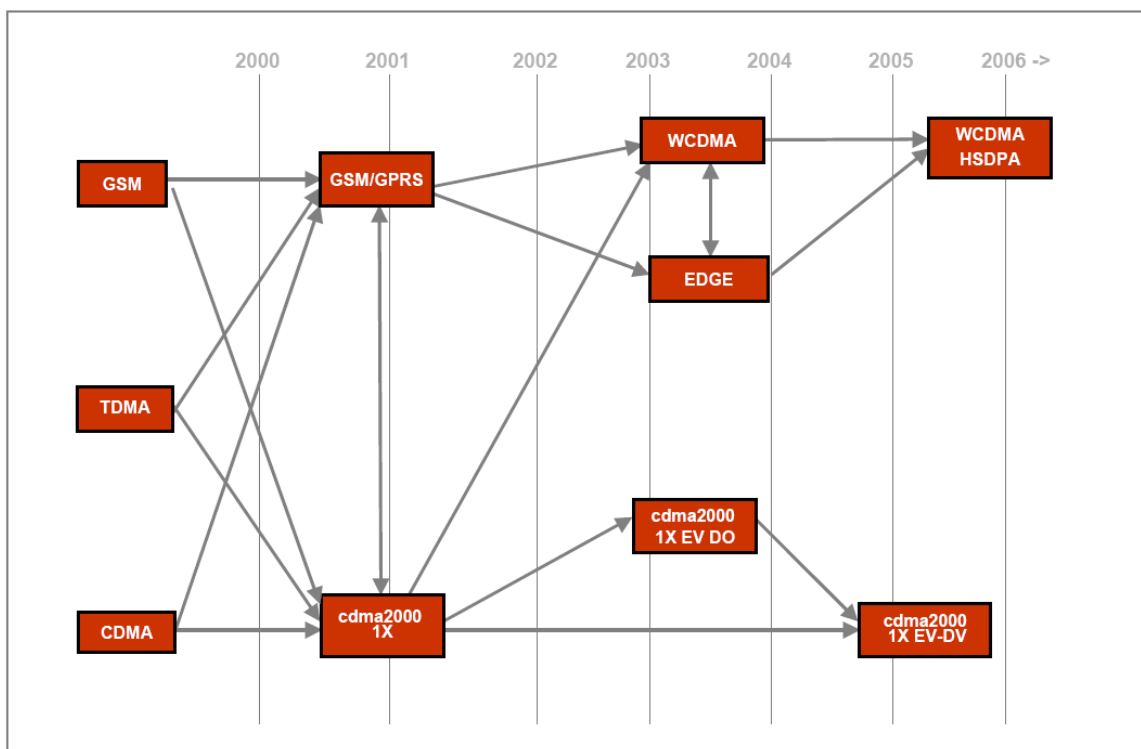 2000 2001 2002 2003 2004 2005 2006 ->
WCDMA
WCDMA
HSDPA
GSM
GSM/GPRS
EDGE
TDMA
cdma2000
1X EV DO
CDMA
cdma2000
1X
cdma2000
1X EV-DV